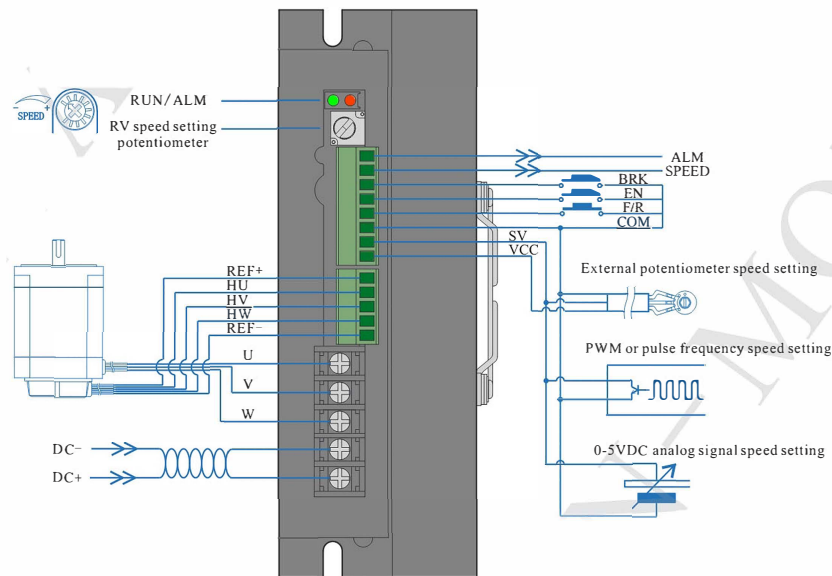 RUN/ALM
- +
SPEED
RV speed setting
potentiometer
ALM
SPEED
BRK
EN
F/R
COM
SV
VCC
External potentiometer speed setting
REF+
HU
HV
HW
REF-
U
V
W
PWM or pulse frequency speed setting
DC-
DC+
0-5VDC analog signal speed setting